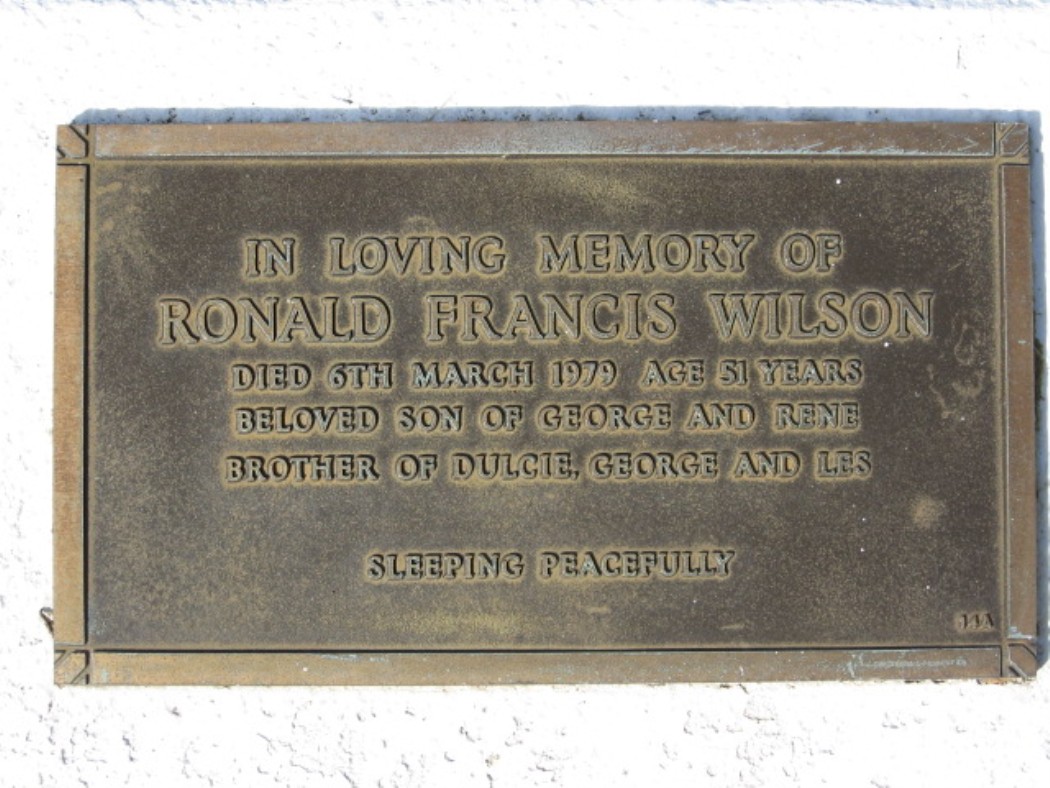 IN LOVING MEMORY OF
RONALD FRANCIS WILSON
DIED 6TH MARCH 1979 AGE 51 YEARS
BELOVED SON OF GEORGE AND RENE
BROTHER OF DULCIE, GEORGE AND LES
SLEEPING PEACEFULLY
14A